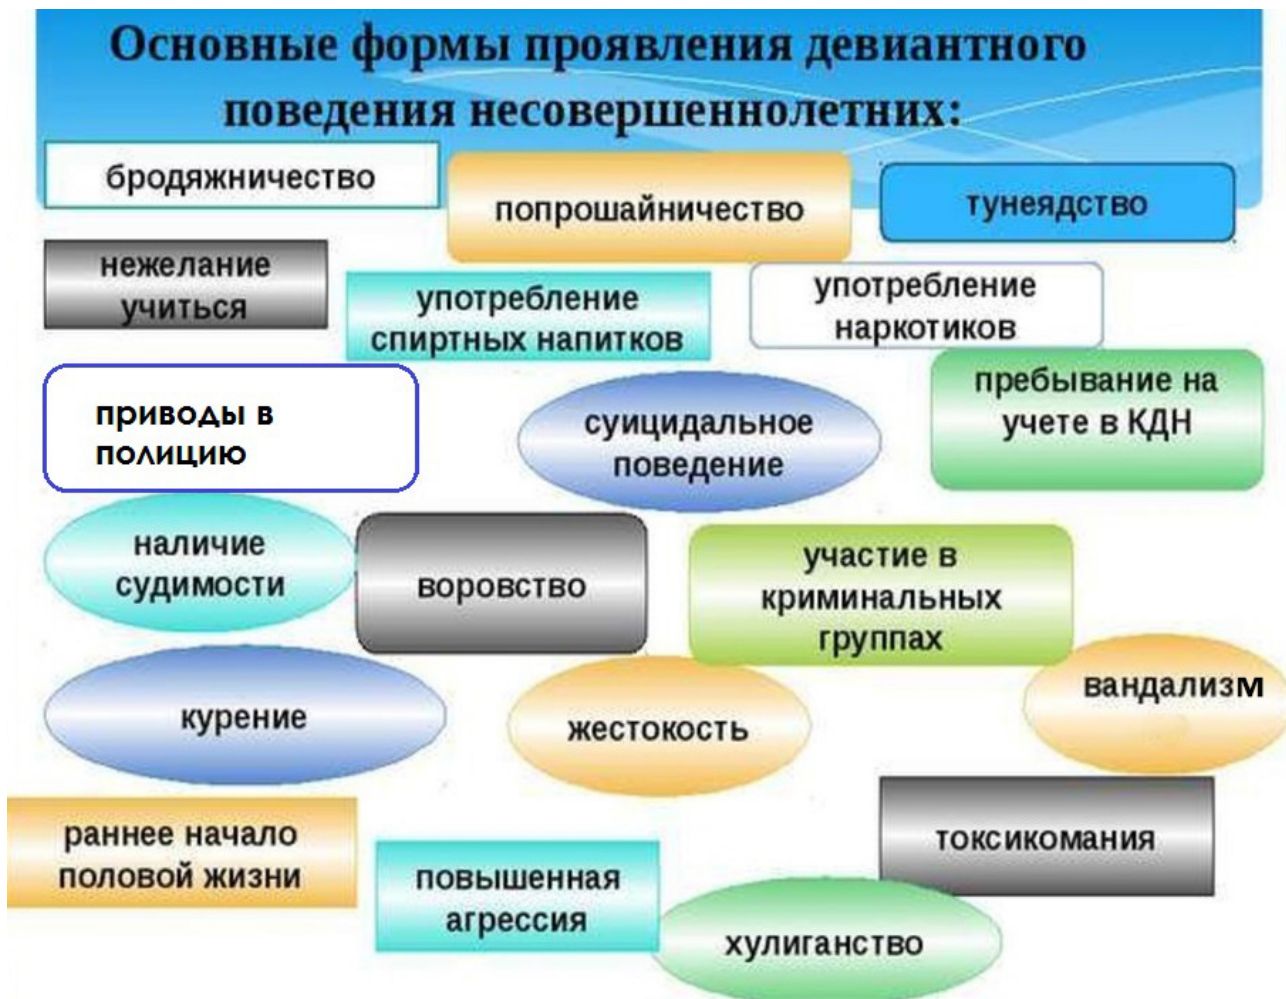 Основные формы проявления девиантного
поведения несовершеннолетних:
бродяжничество
попрошайничество
тунеядство
нежелание
учиться
употребление
спиртных напитков
употребление
наркотиков
приводы в
полицию
суицидальное
поведение
пребывание на
учете в КДН
наличие
судимости
воровство
участие в
криминальных
группах
курение
жестокость
вандализм
раннее начало
половой жизни
повышенная
агрессия
токсикомания
хулиганство